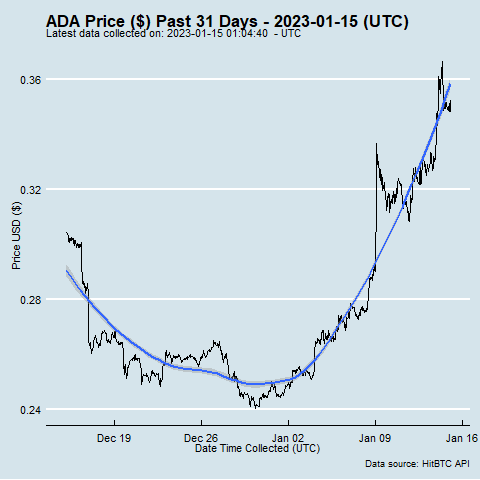 ADA Price ($) Past 31 Days - 2023-01-15 (UTC)
Latest data collected on: 2023-01-15 01:04:40 - UTC
0.36
0.32
0.28
0.24
Price USD ($)
Dec 19
Dec 26
Jan 02
Jan 09
Jan 16
Date Time Collected (UTC)
Data source: HitBTC API